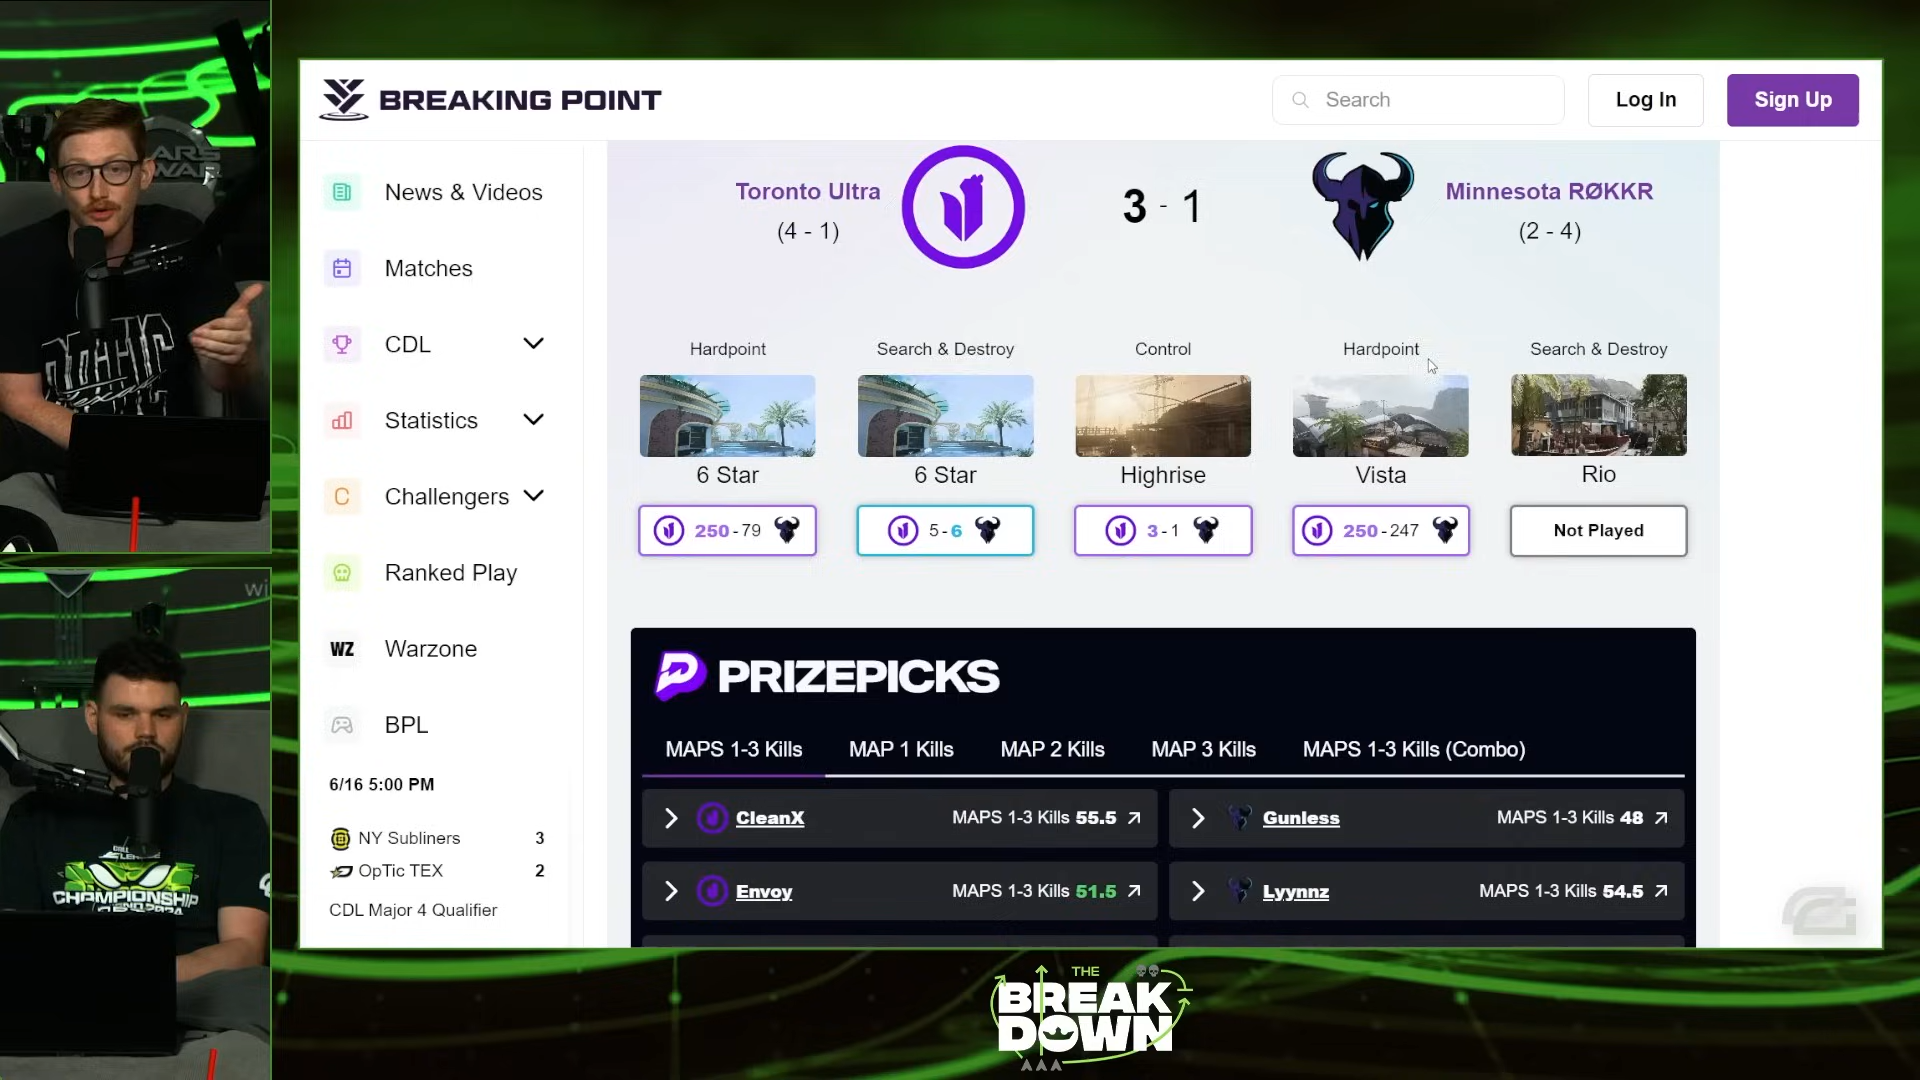 BREAKING POINT
Search
Log In
Sign Up
News & Videos
Matches
CDL
Statistics
Challengers
Ranked Play
WZ Warzone
BPL
6/16 5:00 PM
NY Subliners 3
OpTic TEX 2
CDL Major 4 Qualifier
Toronto Ultra
(4 - 1)
3 - 1
Minnesota RØKKR
(2 - 4)
Hardpoint
6 Star
250 - 79
Search & Destroy
6 Star
5 - 6
Control
Highrise
3 - 1
Hardpoint
Vista
250 - 247
Search & Destroy
Rio
Not Played
PRIZEPICKS
MAPS 1-3 Kills
MAP 1 Kills
MAP 2 Kills
MAP 3 Kills
MAPS 1-3 Kills (Combo)
CleanX MAPS 1-3 Kills 55.5
Gunless MAPS 1-3 Kills 48
Envoy MAPS 1-3 Kills 51.5
Lyynnz MAPS 1-3 Kills 54.5
THE
BREAK
DOWN
CHAMPIONSHIP